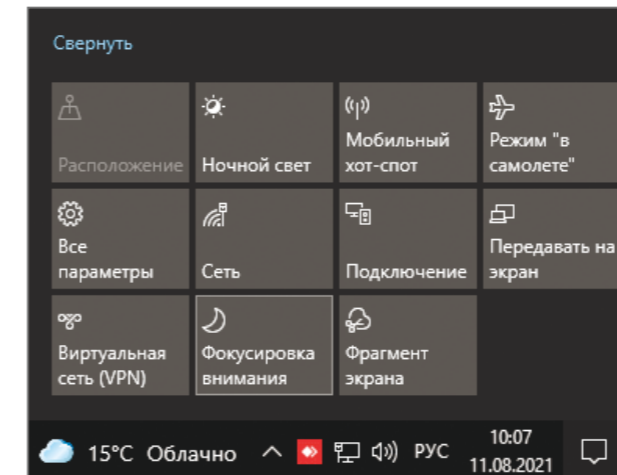 Свернуть
Расположение
Ночной свет
Мобильный
хот-спот
Режим "в
самолете"
Все
параметры
Сеть
Подключение
Передавать на
экран
Виртуальная
сеть (VPN)
Фокусировка
внимания
Фрагмент
экрана
15°C Облачно
РУС
10:07
11.08.2021